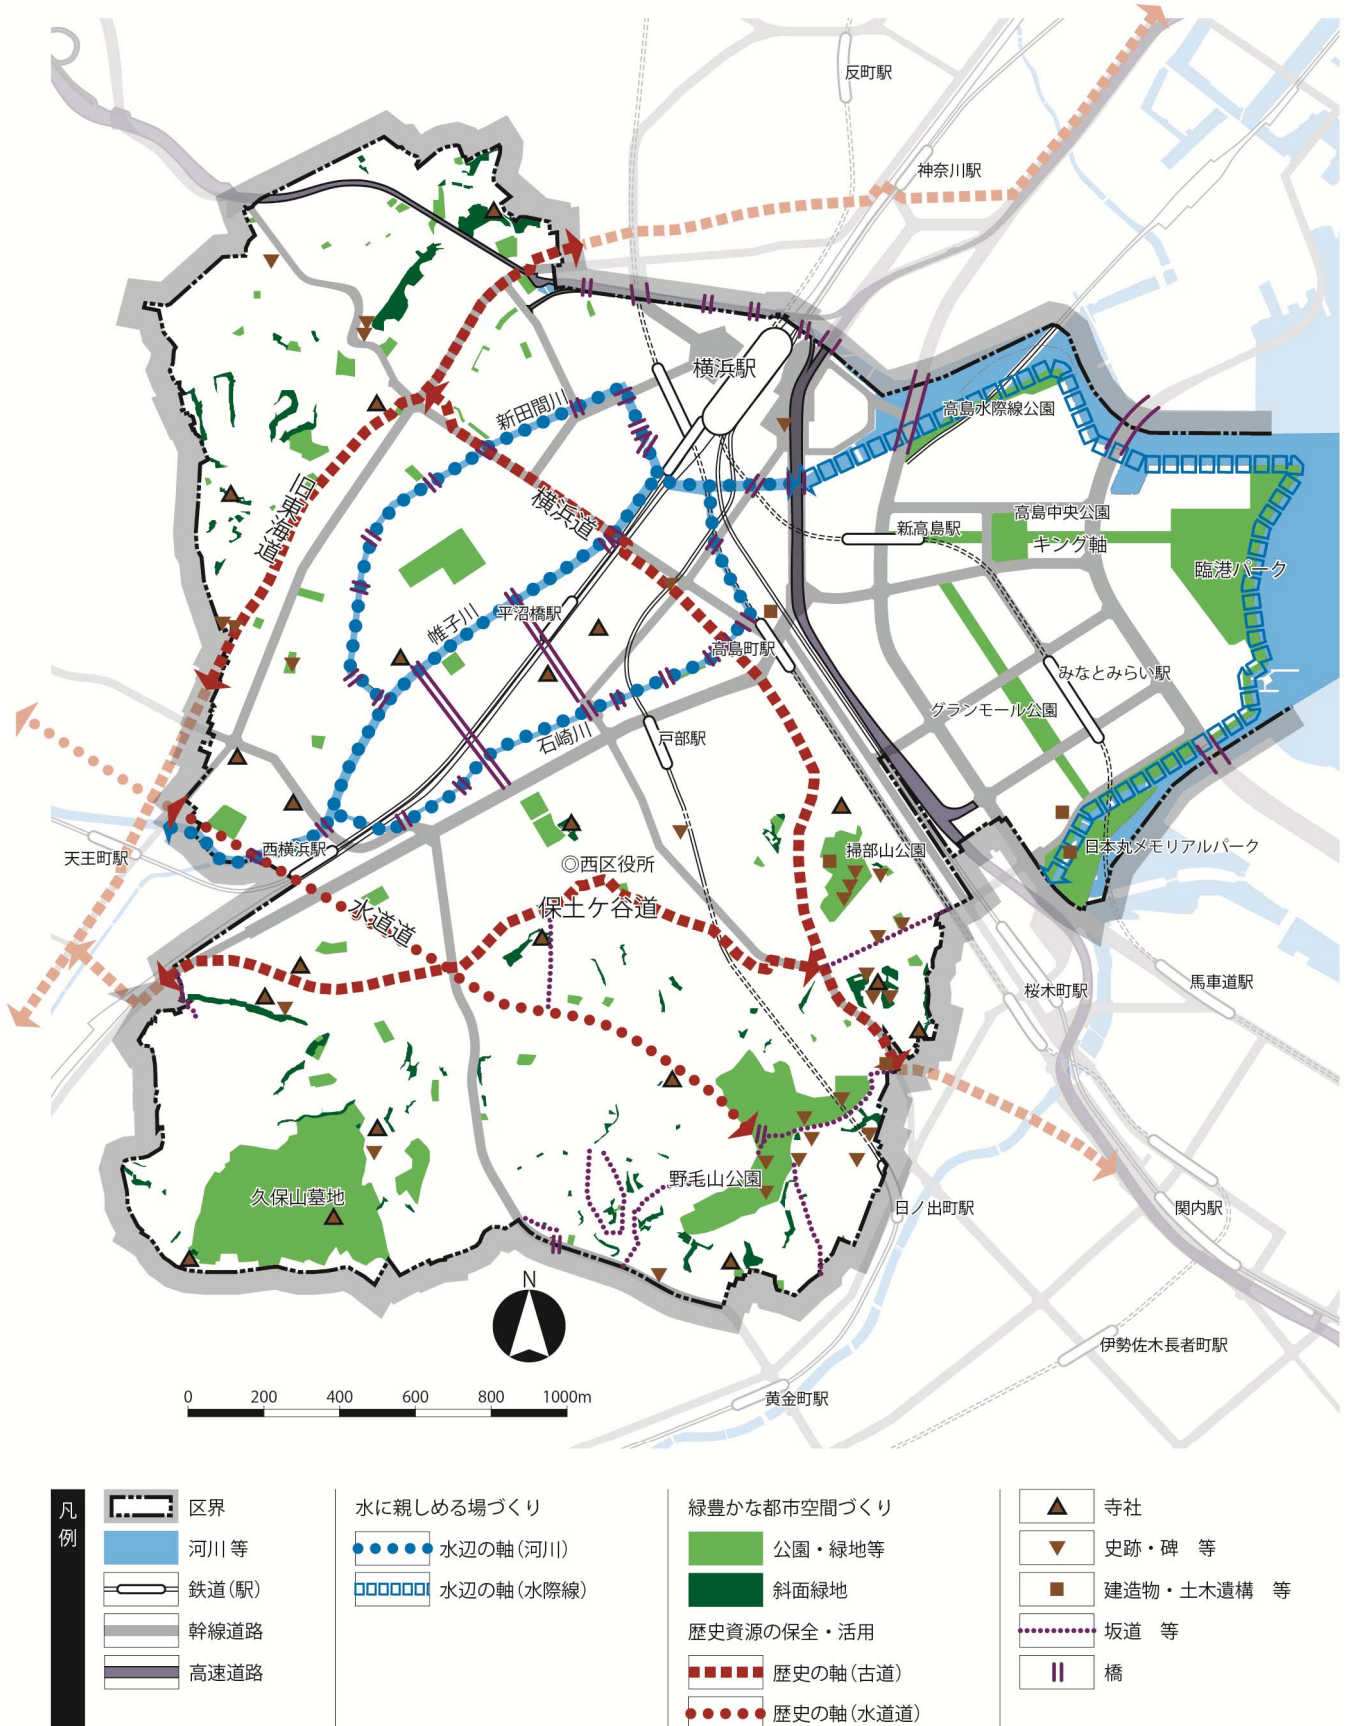 反町駅
神奈川駅
横浜駅
新田間川
高島水際線公園
旧東海道
横浜道
新高島駅
高島中央公園
キング軸
臨港パーク
帷子川
平沼橋駅
高島町駅
みなとみらい駅
グランモール公園
石崎川
戸部駅
天王町駅
西横浜駅
◎西区役所
掃部山公園
日本丸メモリアルパーク
水道道
保土ケ谷道
桜木町駅
馬車道駅
野毛山公園
久保山墓地
日ノ出町駅
関内駅
N
伊勢佐木長者町駅
黄金町駅
0 200 400 600 800 1000m
凡例
区界
河川 等
鉄道(駅)
幹線道路
高速道路
水に親しめる場づくり
水辺の軸(河川)
水辺の軸(水際線)
緑豊かな都市空間づくり
公園・緑地等
斜面緑地
歴史資源の保全・活用
歴史の軸(古道)
歴史の軸(水道道)
寺社
史跡・碑 等
建造物・土木遺構 等
坂道 等
橋